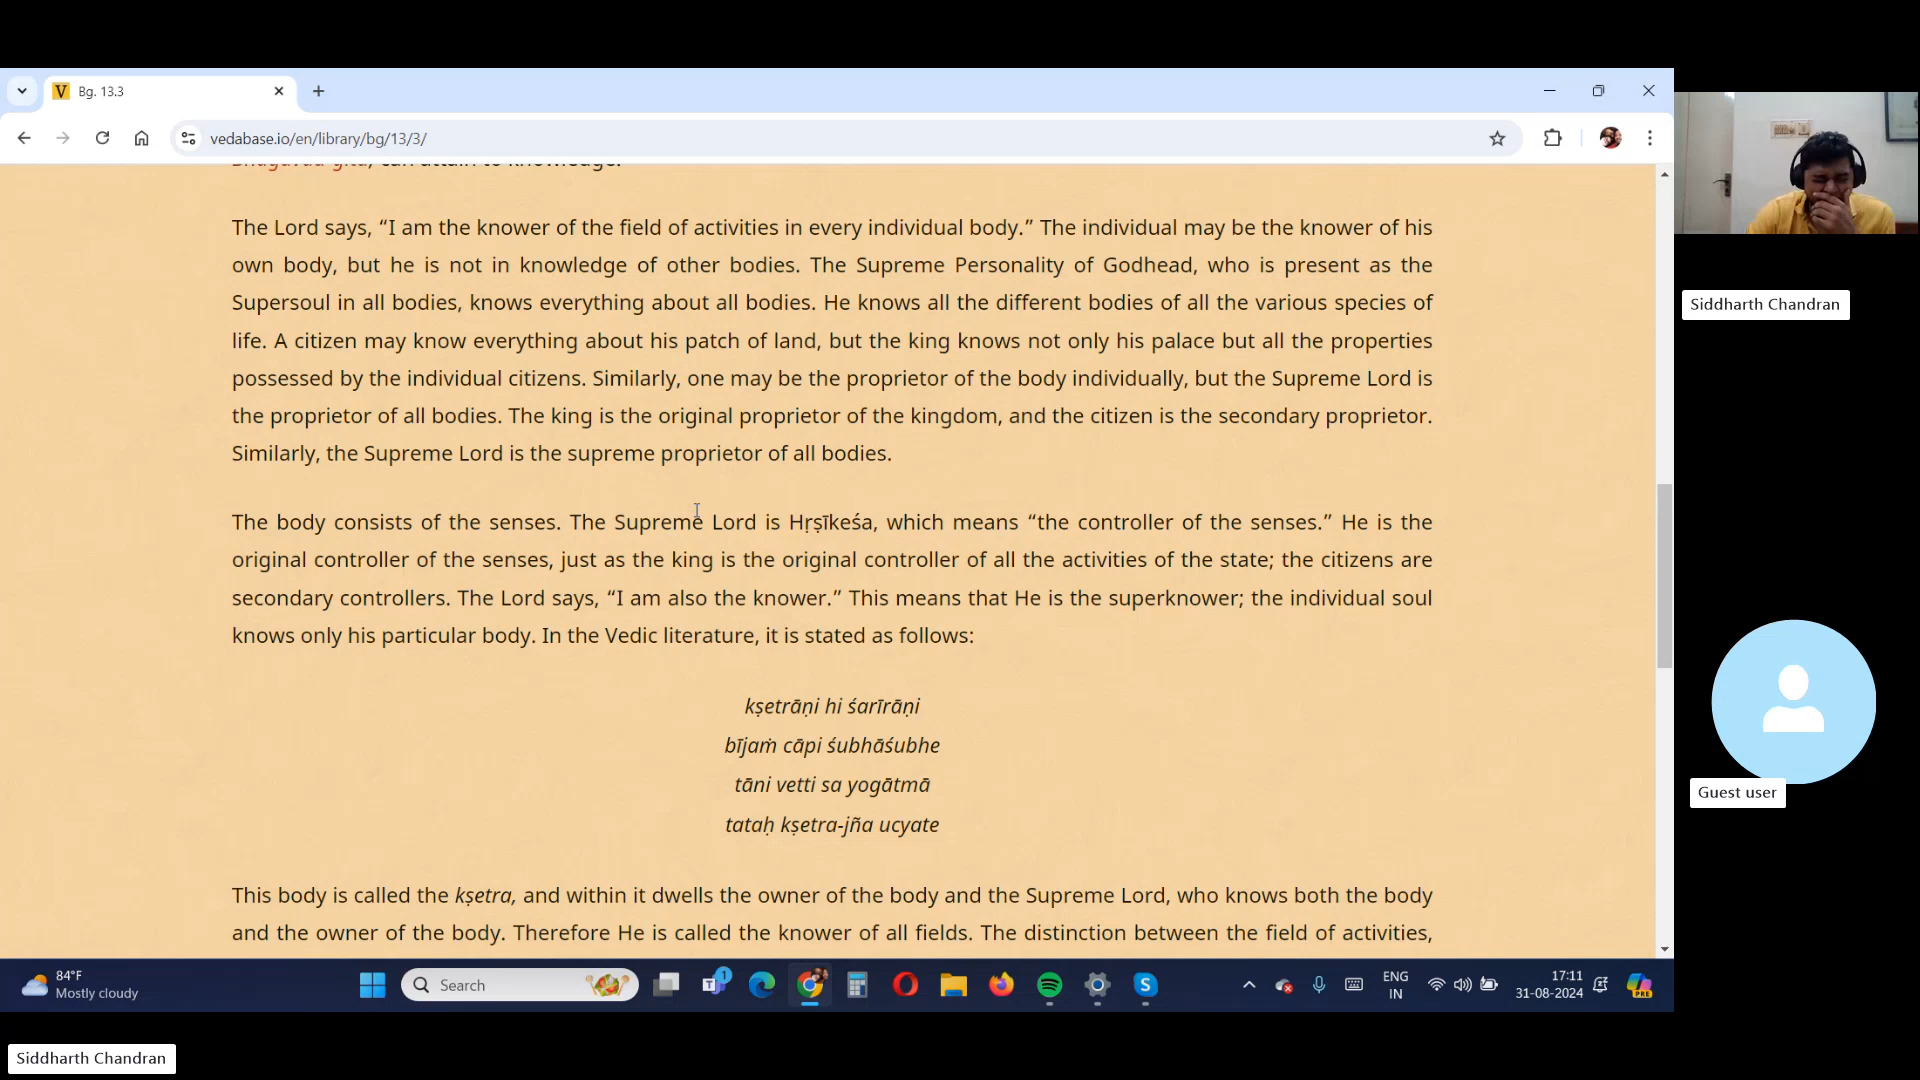 V Bg. 13.3
vedabase.io/en/library/bg/13/3/
Bhagavad-gītā, can attain to knowledge.
The Lord says, “I am the knower of the field of activities in every individual body.” The individual may be the knower of his
own body, but he is not in knowledge of other bodies. The Supreme Personality of Godhead, who is present as the
Supersoul in all bodies, knows everything about all bodies. He knows all the different bodies of all the various species of
life. A citizen may know everything about his patch of land, but the king knows not only his palace but all the properties
possessed by the individual citizens. Similarly, one may be the proprietor of the body individually, but the Supreme Lord is
the proprietor of all bodies. The king is the original proprietor of the kingdom, and the citizen is the secondary proprietor.
Similarly, the Supreme Lord is the supreme proprietor of all bodies.
The body consists of the senses. The Supreme Lord is Hṛṣīkeśa, which means “the controller of the senses.” He is the
original controller of the senses, just as the king is the original controller of all the activities of the state; the citizens are
secondary controllers. The Lord says, “I am also the knower.” This means that He is the superknower; the individual soul
knows only his particular body. In the Vedic literature, it is stated as follows:
kṣetrāṇi hi śarīrāṇi
bījaṁ cāpi śubhāśubhe
tāni vetti sa yogātmā
tataḥ kṣetra-jña ucyate
This body is called the kṣetra, and within it dwells the owner of the body and the Supreme Lord, who knows both the body
and the owner of the body. Therefore He is called the knower of all fields. The distinction between the field of activities,
Siddharth Chandran
Guest user
84°F
Mostly cloudy
Search
1
ENG
IN
17:11
31-08-2024
PRE
Siddharth Chandran